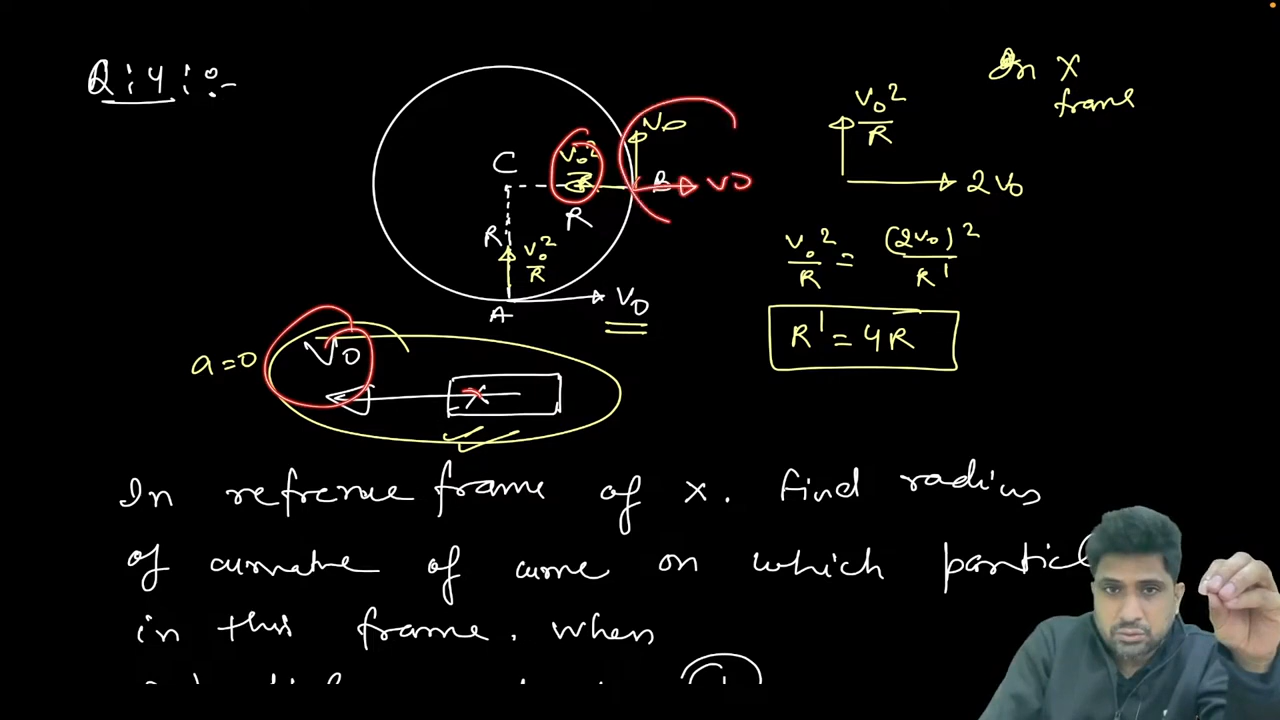 Q:4:-
In X
frame
V₀²/R
2V₀
V₀
C
V₀²/R
R
V₀
R
V₀²/R
A
V₀
V₀²/R = (2V₀)²/R'
R' = 4R
a=0
V₀
X
In refrence frame of X. find radius
of curvature of curve on which particl
in this frame. when